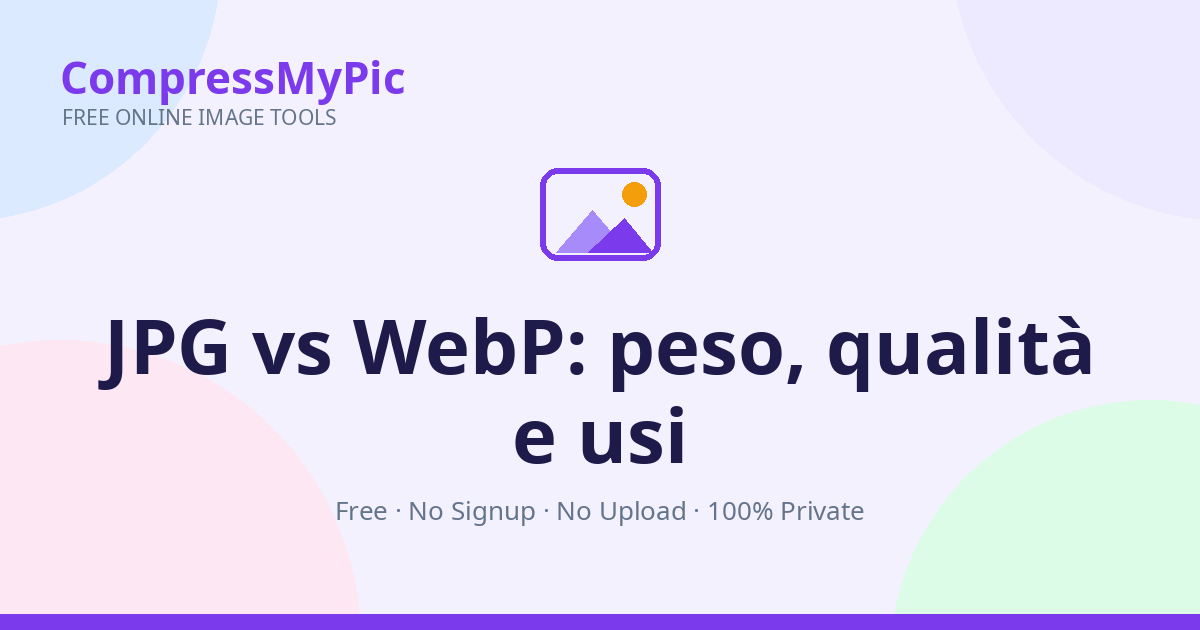 CompressMyPic
FREE ONLINE IMAGE TOOLS
JPG vs WebP: peso, qualità
e usi
Free · No Signup · No Upload · 100% Private